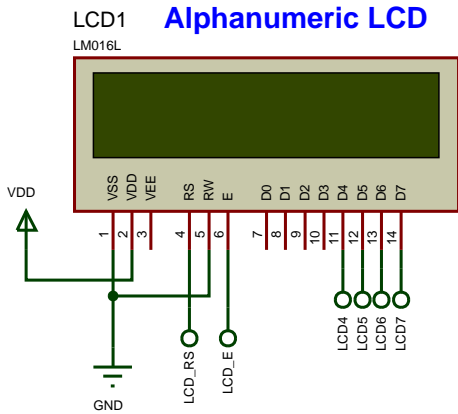 LCD1 Alphanumeric LCD
LM016L
VSS VDD VEE RS RW E D0 D1 D2 D3 D4 D5 D6 D7
VDD
1 2 3 4 5 6 7 8 9 10 11 12 13 14
LCD_RS LCD_E LCD4 LCD5 LCD6 LCD7
GND